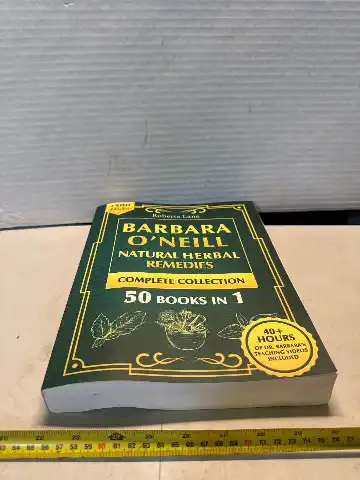 Roberta Lane
BARBARA
O'NEILL
NATURAL HERBAL
REMEDIES
COMPLETE COLLECTION
50 BOOKS IN 1
40+
HOURS
OF DR. BARBARA'S
TEACHING VIDEOS
INCLUDED